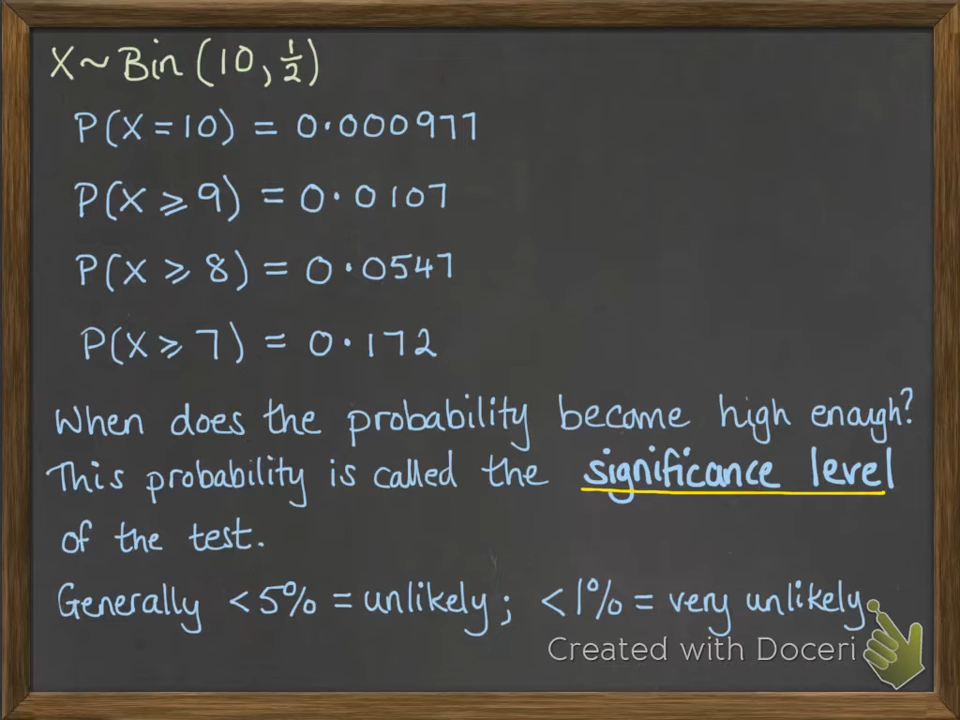 X ~ Bin (10, 1/2)
P(X = 10) = 0·000977
P(X ⩾ 9) = 0·0107
P(X ⩾ 8) = 0·0547
P(X ⩾ 7) = 0·172
When does the probability become high enough?
This probability is called the significance level
of the test.
Generally <5% = unlikely; <1% = very unlikely.
Created with Doceri